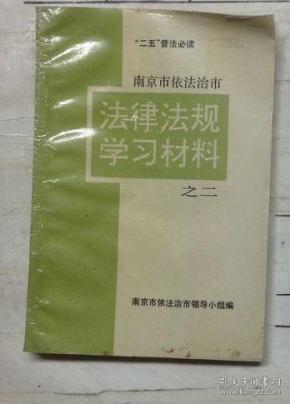 “二五”普法必读
南京市依法治市
法律法规
学习材料
之二
南京市依法治市领导小组编